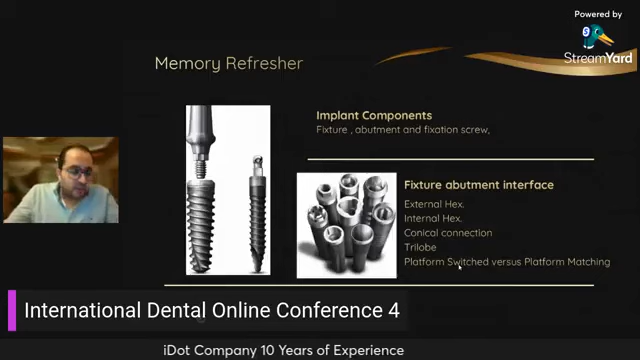 Powered by
StreamYard
Memory Refresher
Implant Components
Fixture , abutment and fixation screw,
Fixture abutment interface
External Hex.
Internal Hex.
Conical connection
Trilobe
Platform Switched versus Platform Matching
International Dental Online Conference 4
iDot Company 10 Years of Experience